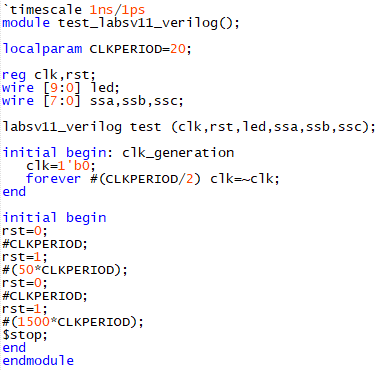 `timescale 1ns/1ps
module test_labsv11_verilog();
localparam CLKPERIOD=20;
reg clk,rst;
wire [9:0] led;
wire [7:0] ssa,ssb,ssc;
labsv11_verilog test (clk,rst,led,ssa,ssb,ssc);
initial begin: clk_generation
clk=1'b0;
forever #(CLKPERIOD/2) clk=~clk;
end
initial begin
rst=0;
#CLKPERIOD;
rst=1;
#(50*CLKPERIOD);
rst=0;
#CLKPERIOD;
rst=1;
#(1500*CLKPERIOD);
$stop;
end
endmodule